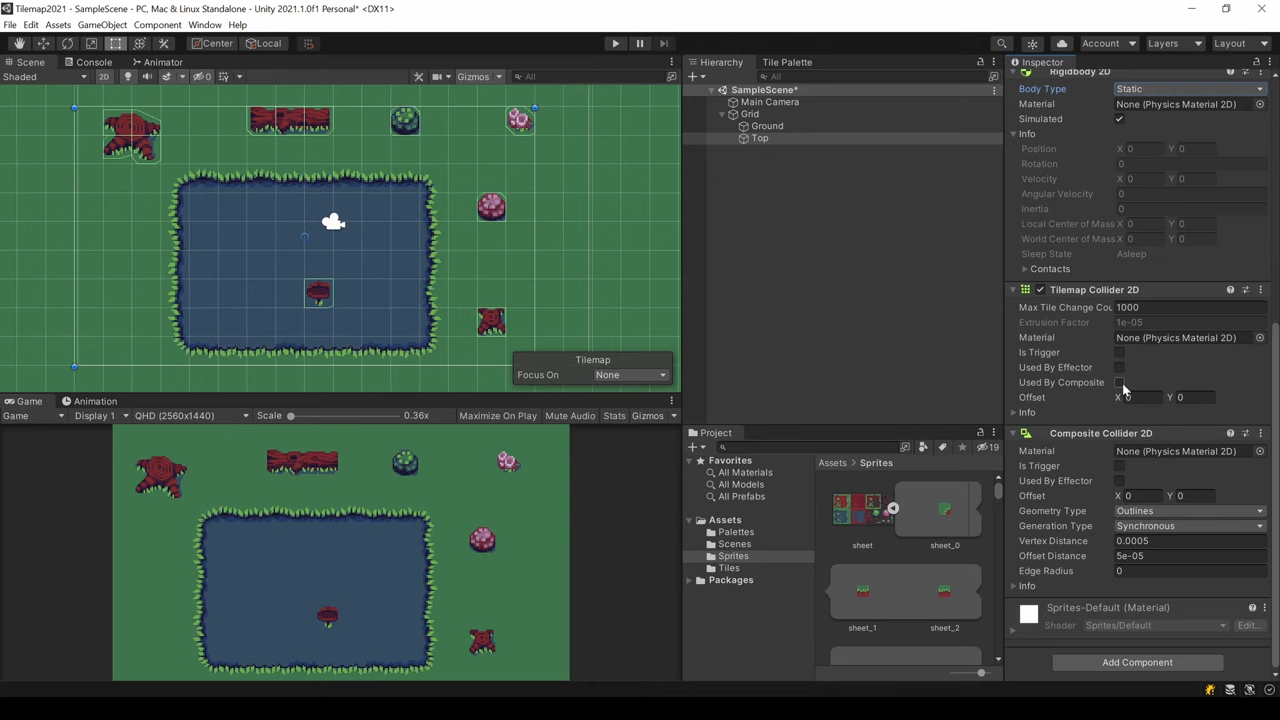 Tilemap2021 - SampleScene - PC, Mac & Linux Standalone - Unity 2021.1.0f1 Personal* <DX11>
File Edit Assets GameObject Component Window Help
Center Local Account Layers Layout
Scene Console Animator
Shaded 2D 0 Gizmos All
Tilemap
Focus On None
Game Animation
Game Display 1 QHD (2560x1440) Scale 0.36x Maximize On Play Mute Audio Stats Gizmos
Hierarchy Tile Palette
All
SampleScene*
Main Camera
Grid
Ground
Top
Project
19
Favorites
All Materials
All Models
All Prefabs
Assets
Palettes
Scenes
Sprites
Tiles
Packages
Assets > Sprites
sheet sheet_0
sheet_1 sheet_2
Inspector
Rigidbody 2D
Body Type Static
Material None (Physics Material 2D)
Simulated
Info
Position X 0 Y 0
Rotation 0
Velocity X 0 Y 0
Angular Velocity 0
Inertia 0
Local Center of Mass X 0 Y 0
World Center of Mass X 0 Y 0
Sleep State Asleep
Contacts
Tilemap Collider 2D
Max Tile Change Cou 1000
Extrusion Factor 1e-05
Material None (Physics Material 2D)
Is Trigger
Used By Effector
Used By Composite
Offset X 0 Y 0
Info
Composite Collider 2D
Material None (Physics Material 2D)
Is Trigger
Used By Effector
Offset X 0 Y 0
Geometry Type Outlines
Generation Type Synchronous
Vertex Distance 0.0005
Offset Distance 5e-05
Edge Radius 0
Info
Sprites-Default (Material)
Shader Sprites/Default Edit...
Add Component